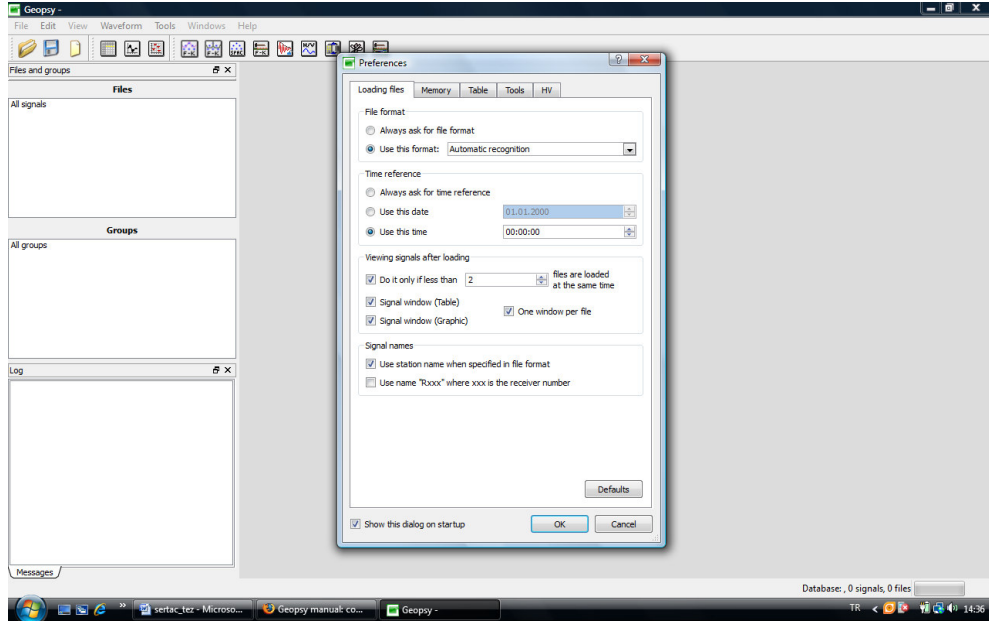 Geopsy -
File Edit View Waveform Tools Windows Help
Files and groups
Files
All signals
Groups
All groups
Log
Messages
Preferences
Loading files Memory Table Tools HV
File format
Always ask for file format
Use this format: Automatic recognition
Time reference
Always ask for time reference
Use this date 01.01.2000
Use this time 00:00:00
Viewing signals after loading
Do it only if less than 2 files are loaded
at the same time
Signal window (Table)
One window per file
Signal window (Graphic)
Signal names
Use station name when specified in file format
Use name "Rxxx" where xxx is the receiver number
Defaults
Show this dialog on startup OK Cancel
Database: , 0 signals, 0 files
sertac_tez - Microso... Geopsy manual: co... Geopsy - TR 14:36